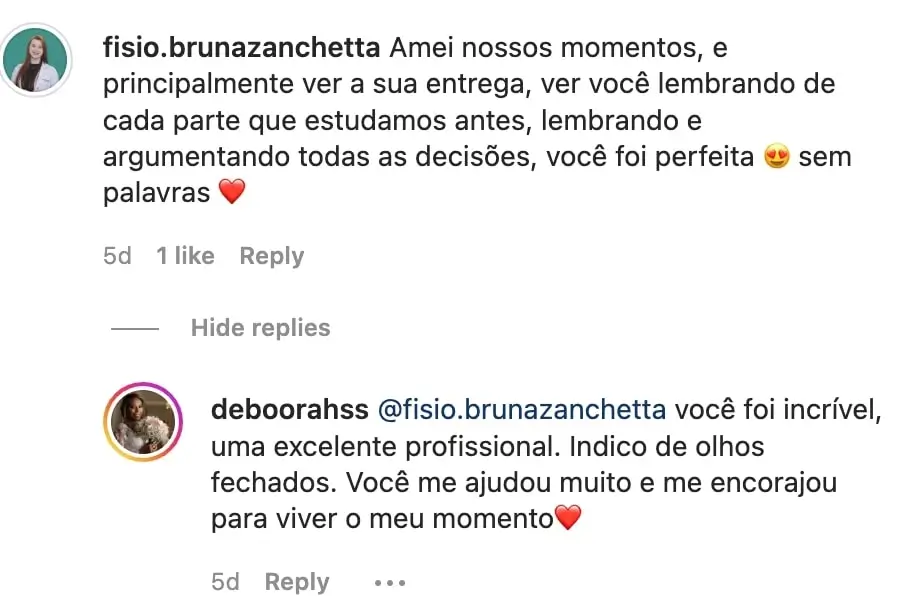 fisio.brunazanchetta Amei nossos momentos, e
principalmente ver a sua entrega, ver você lembrando de
cada parte que estudamos antes, lembrando e
argumentando todas as decisões, você foi perfeita 😍 sem
palavras ❤️
5d 1 like Reply
Hide replies
deboorahss @fisio.brunazanchetta você foi incrível,
uma excelente profissional. Indico de olhos
fechados. Você me ajudou muito e me encorajou
para viver o meu momento❤️
5d Reply •••